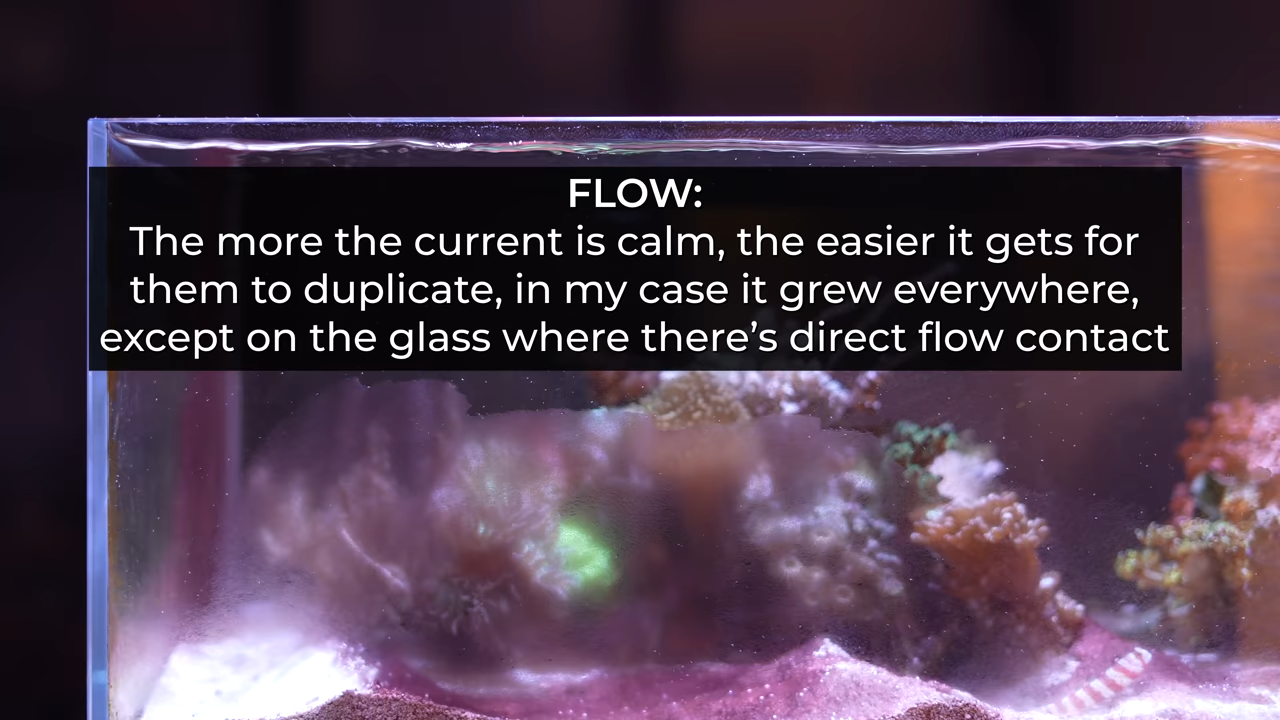 FLOW:
The more the current is calm, the easier it gets for
them to duplicate, in my case it grew everywhere,
except on the glass where there’s direct flow contact